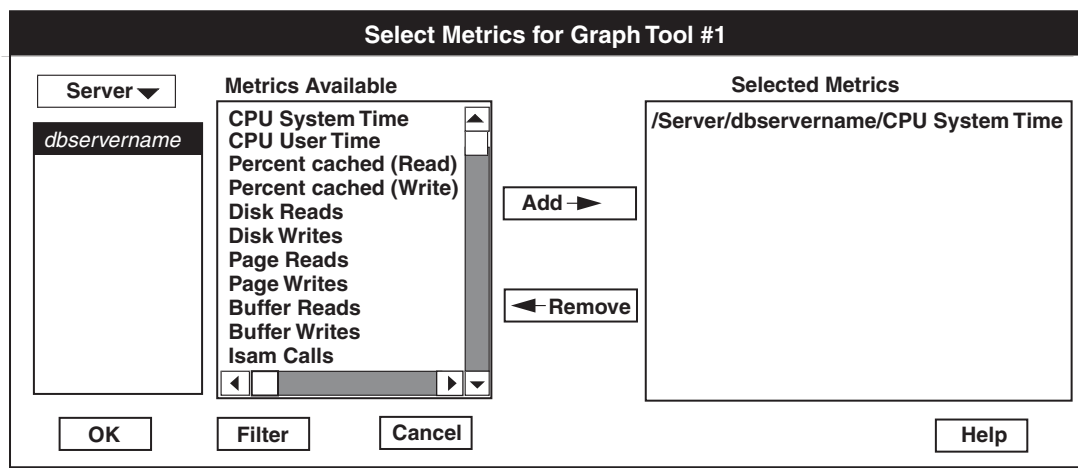 Select Metrics for Graph Tool #1
Server
Metrics Available
Selected Metrics
dbservername
CPU System Time
CPU User Time
Percent cached (Read)
Percent cached (Write)
Disk Reads
Disk Writes
Page Reads
Page Writes
Buffer Reads
Buffer Writes
Isam Calls
Add
Remove
/Server/dbservername/CPU System Time
OK
Filter
Cancel
Help